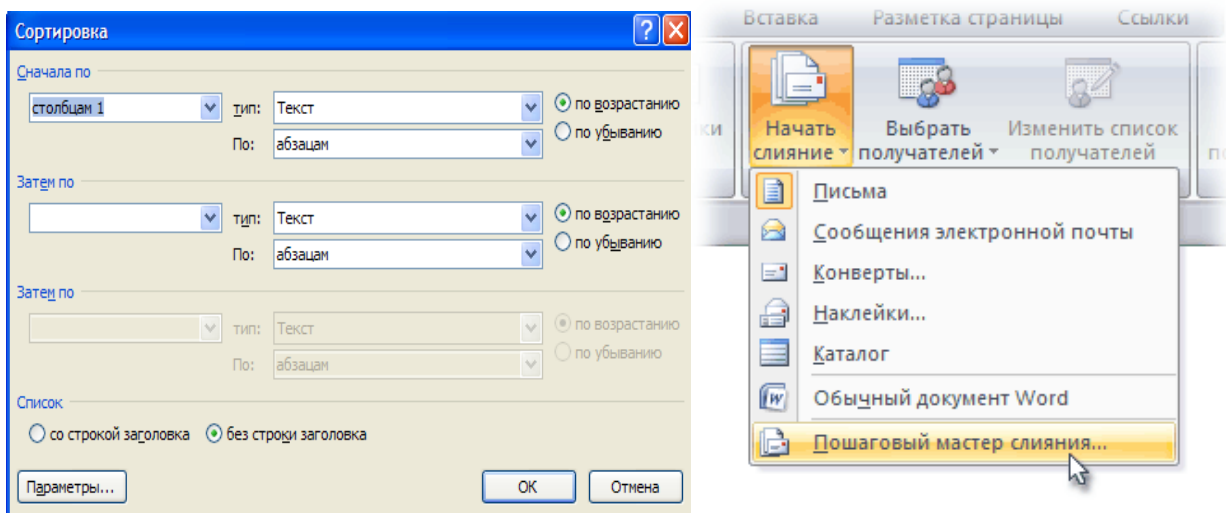 Сортировка
Сначала по
столбцам 1 тип: Текст по возрастанию
По: абзацам по убыванию
Затем по
тип: Текст по возрастанию
По: абзацам по убыванию
Затем по
тип: Текст по возрастанию
По: абзацам по убыванию
Список
со строкой заголовка без строки заголовка
Параметры... ОК Отмена
Вставка Разметка страницы Ссылки
Начать слияние
Выбрать получателей
Изменить список получателей
Письма
Сообщения электронной почты
Конверты...
Наклейки...
Каталог
Обычный документ Word
Пошаговый мастер слияния...